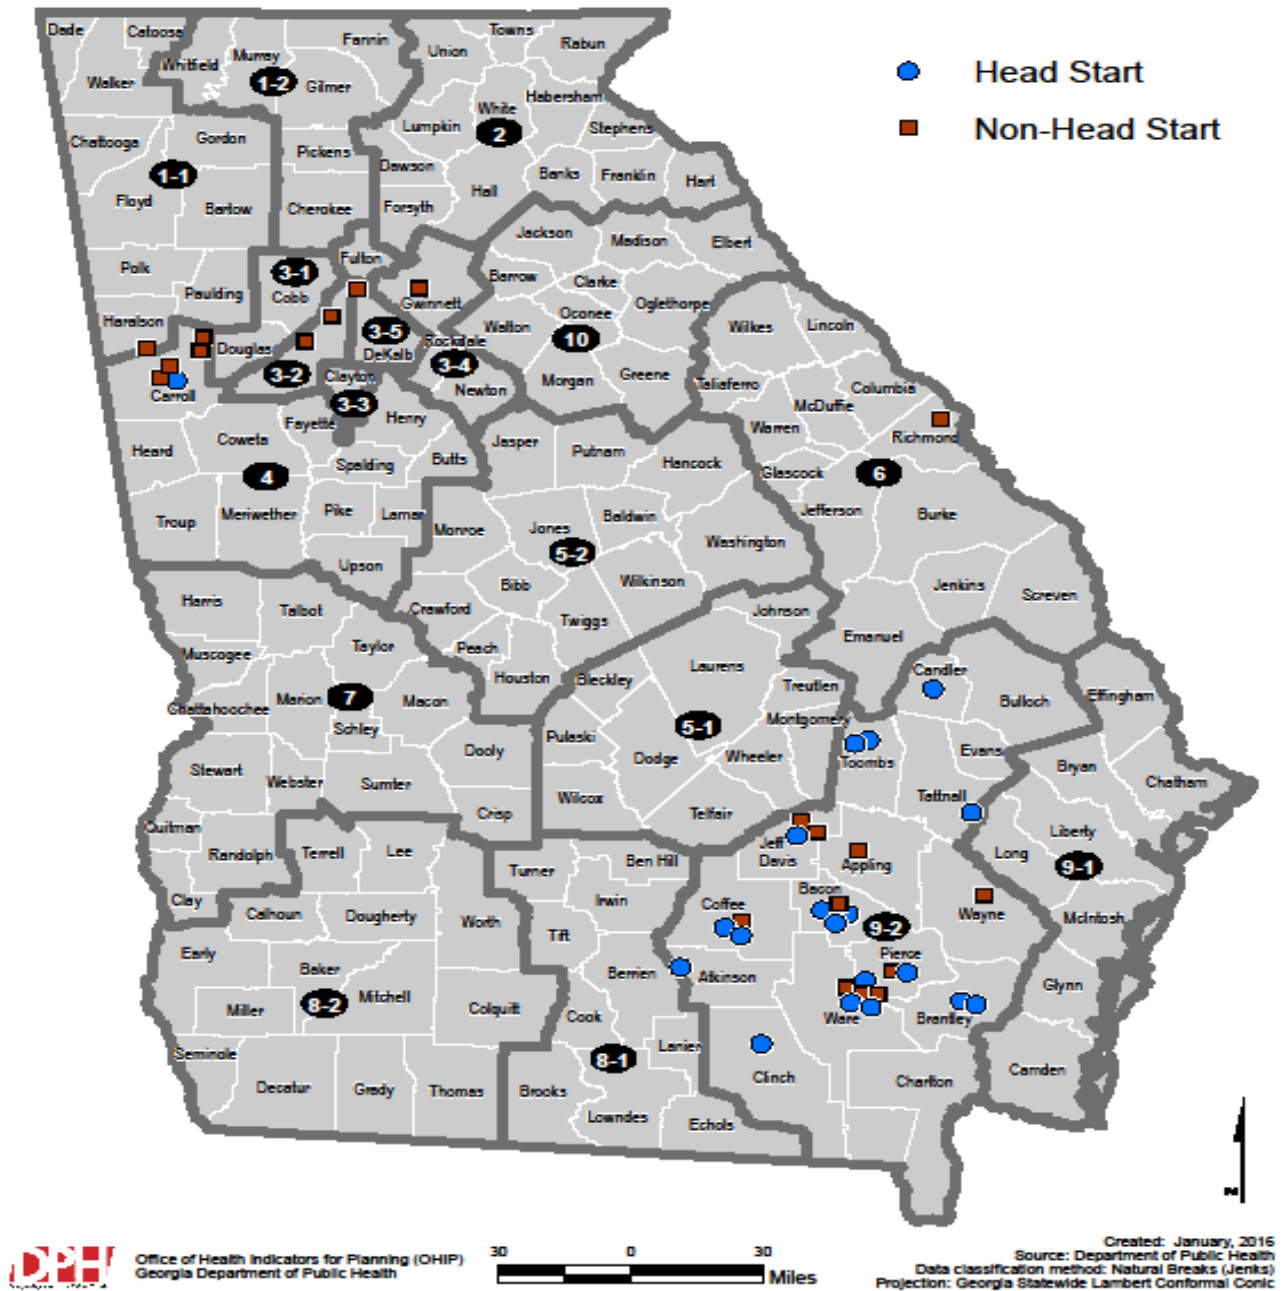 Head Start
Non-Head Start
Dade
Catoosa
Fannin
Union
Towns
Rabun
Murray
Whitfield
Walker
1-2
Gilmer
Habersham
White
Lumpkin
2
Stephens
Chattooga
Gordon
Pickens
Dawson
Banks
Franklin
Hart
1-1
Hall
Floyd
Bartow
Cherokee
Forsyth
Jackson
Madison
Elbert
Fulton
Polk
3-1
Cobb
Barrow
Clarke
Paulding
Gwinnett
Oglethorpe
Oconee
Haralson
Walton
Wilkes
Lincoln
3-5
DeKalb
Rockdale
10
Douglas
3-4
3-2
Clayton
Newton
Morgan
Greene
Taliaferro
Columbia
Carroll
3-3
McDuffie
Fayette
Henry
Warren
Richmond
Heard
Coweta
Jasper
Putnam
Hancock
Spalding
Butts
Glascock
6
4
Troup
Meriwether
Pike
Lamar
Monroe
Jones
Baldwin
Jefferson
Burke
5-2
Washington
Upson
Bibb
Wilkinson
Jenkins
Screven
Harris
Talbot
Crawford
Twiggs
Johnson
Emanuel
Muscogee
Taylor
Peach
Houston
Bleckley
Laurens
Treutlen
Candler
Bulloch
Effingham
Chattahoochee
Marion
7
Macon
Schley
5-1
Montgomery
Pulaski
Dodge
Wheeler
Toombs
Evans
Bryan
Stewart
Webster
Sumter
Dooly
Tattnall
Chatham
Wilcox
Telfair
Crisp
Quitman
Randolph
Terrell
Lee
Turner
Ben Hill
Jeff
Davis
Appling
Long
Liberty
9-1
Clay
Calhoun
Dougherty
Worth
Irwin
Coffee
Bacon
Wayne
McIntosh
9-2
Tift
Early
Baker
Mitchell
Berrien
Atkinson
Pierce
Glynn
8-2
Miller
Colquitt
Cook
Ware
Brantley
Seminole
8-1
Lanier
Clinch
Charlton
Camden
Decatur
Grady
Thomas
Brooks
Lowndes
Echols
N
DPH
Office of Health Indicators for Planning (OHIP)
Georgia Department of Public Health
30 0 30
Miles
Created: January, 2016
Source: Department of Public Health
Data classification method: Natural Breaks (Jenks)
Projection: Georgia Statewide Lambert Conformal Conic